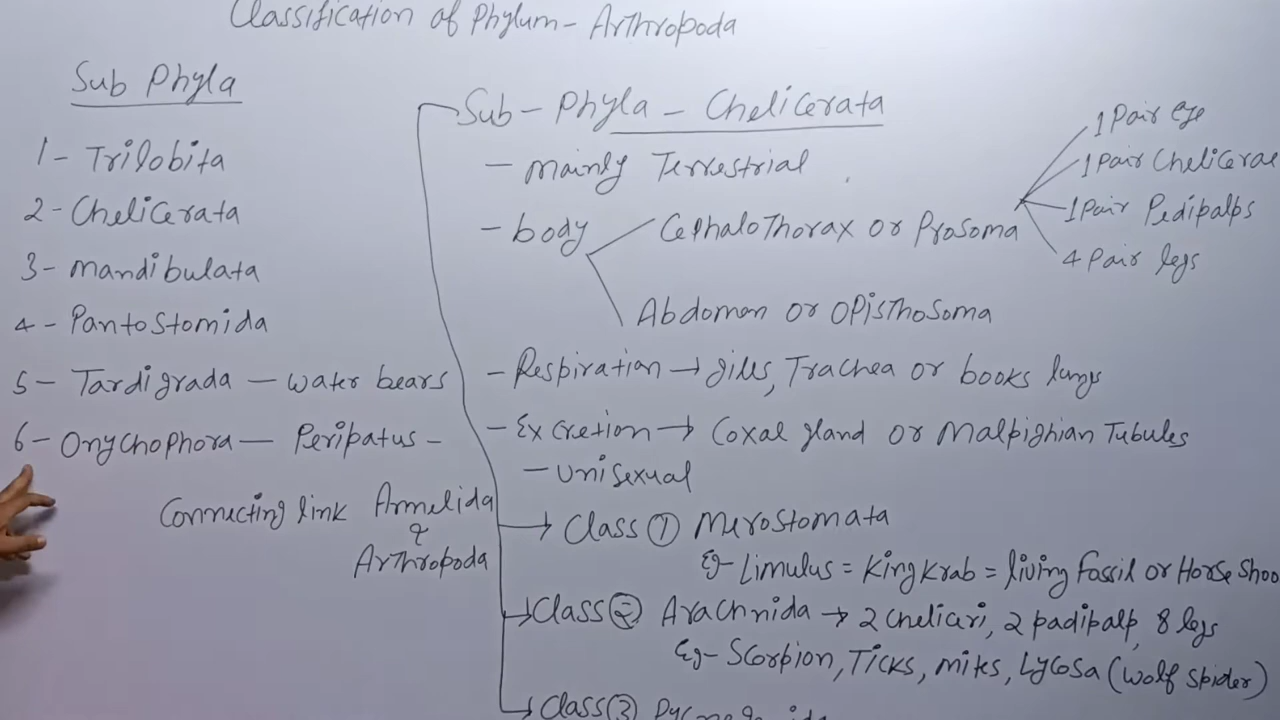 Classification of Phylum - Arthropoda
Sub Phyla
1 - Trilobita
2 - Chelicerata
3 - Mandibulata
4 - Pantostomida
5 - Tardigrada - Water bears
6 - Onychophora - Peripatus -
Connecting link Annelida
&
Arthropoda
Sub - Phyla - Chelicerata
- Mainly Terrestrial
- body
Cephalothorax or Prosoma
1 Pair eye
1 Pair Chelicerae
1 Pair Pedipalps
4 Pair legs
Abdoman or Opisthosoma
- Respiration → gills, Trachea or books lungs
- Excretion → Coxal gland or Malpighian Tubules
- Unisexual
→ Class ① Merostomata
Eg - Limulus = King Krab = living Fossil or Horse Shoo
→ Class ② Arachnida → 2 cheliceri, 2 padipalp, 8 legs
Eg - Scorpion, Ticks, mites, Lycosa (Wolf Spider)
→ Class ③